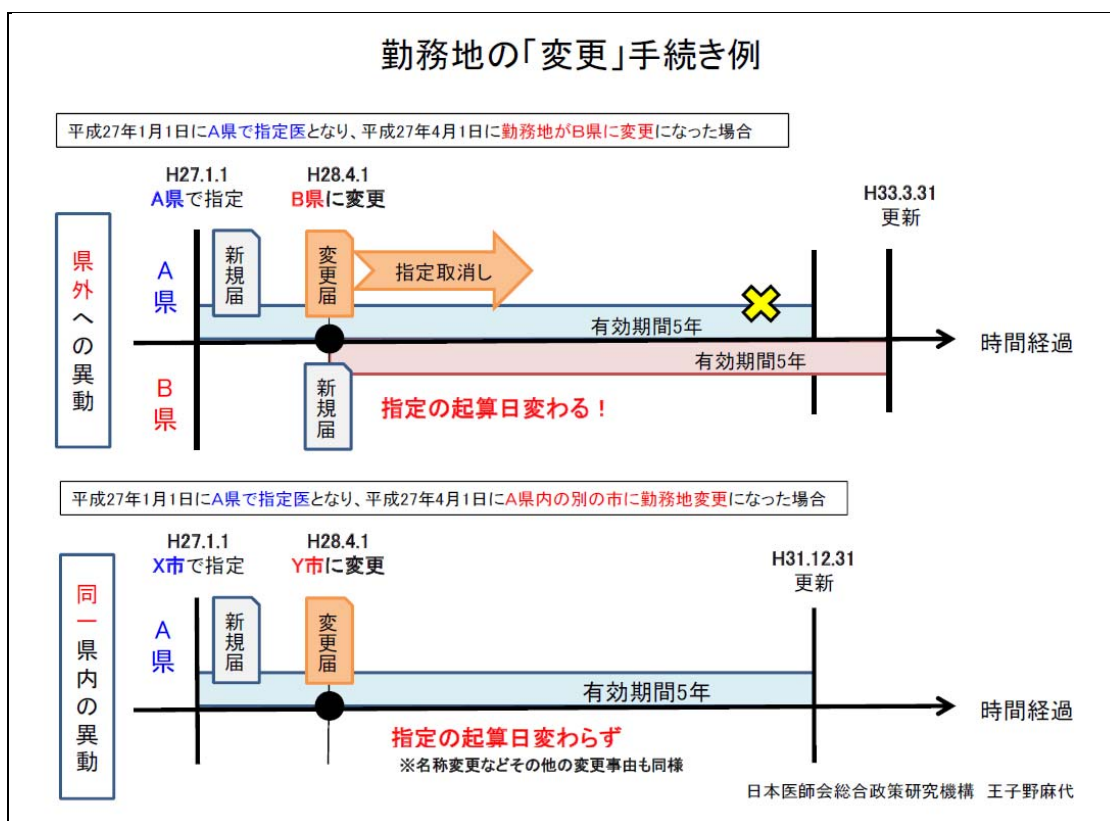 勤務地の「変更」手続き例
平成27年1月1日にA県で指定医となり、平成27年4月1日に勤務地がB県に変更になった場合
H27.1.1
A県で指定
H28.4.1
B県に変更
H33.3.31
更新
県外への異動
A県
新規届
変更届
指定取消し
有効期間5年
時間経過
B県
新規届
有効期間5年
指定の起算日変わる！
平成27年1月1日にA県で指定医となり、平成27年4月1日にA県内の別の市に勤務地変更になった場合
H27.1.1
X市で指定
H28.4.1
Y市に変更
H31.12.31
更新
同一県内の異動
A県
新規届
変更届
有効期間5年
時間経過
指定の起算日変わらず
※名称変更などその他の変更事由も同様
日本医師会総合政策研究機構 王子野麻代